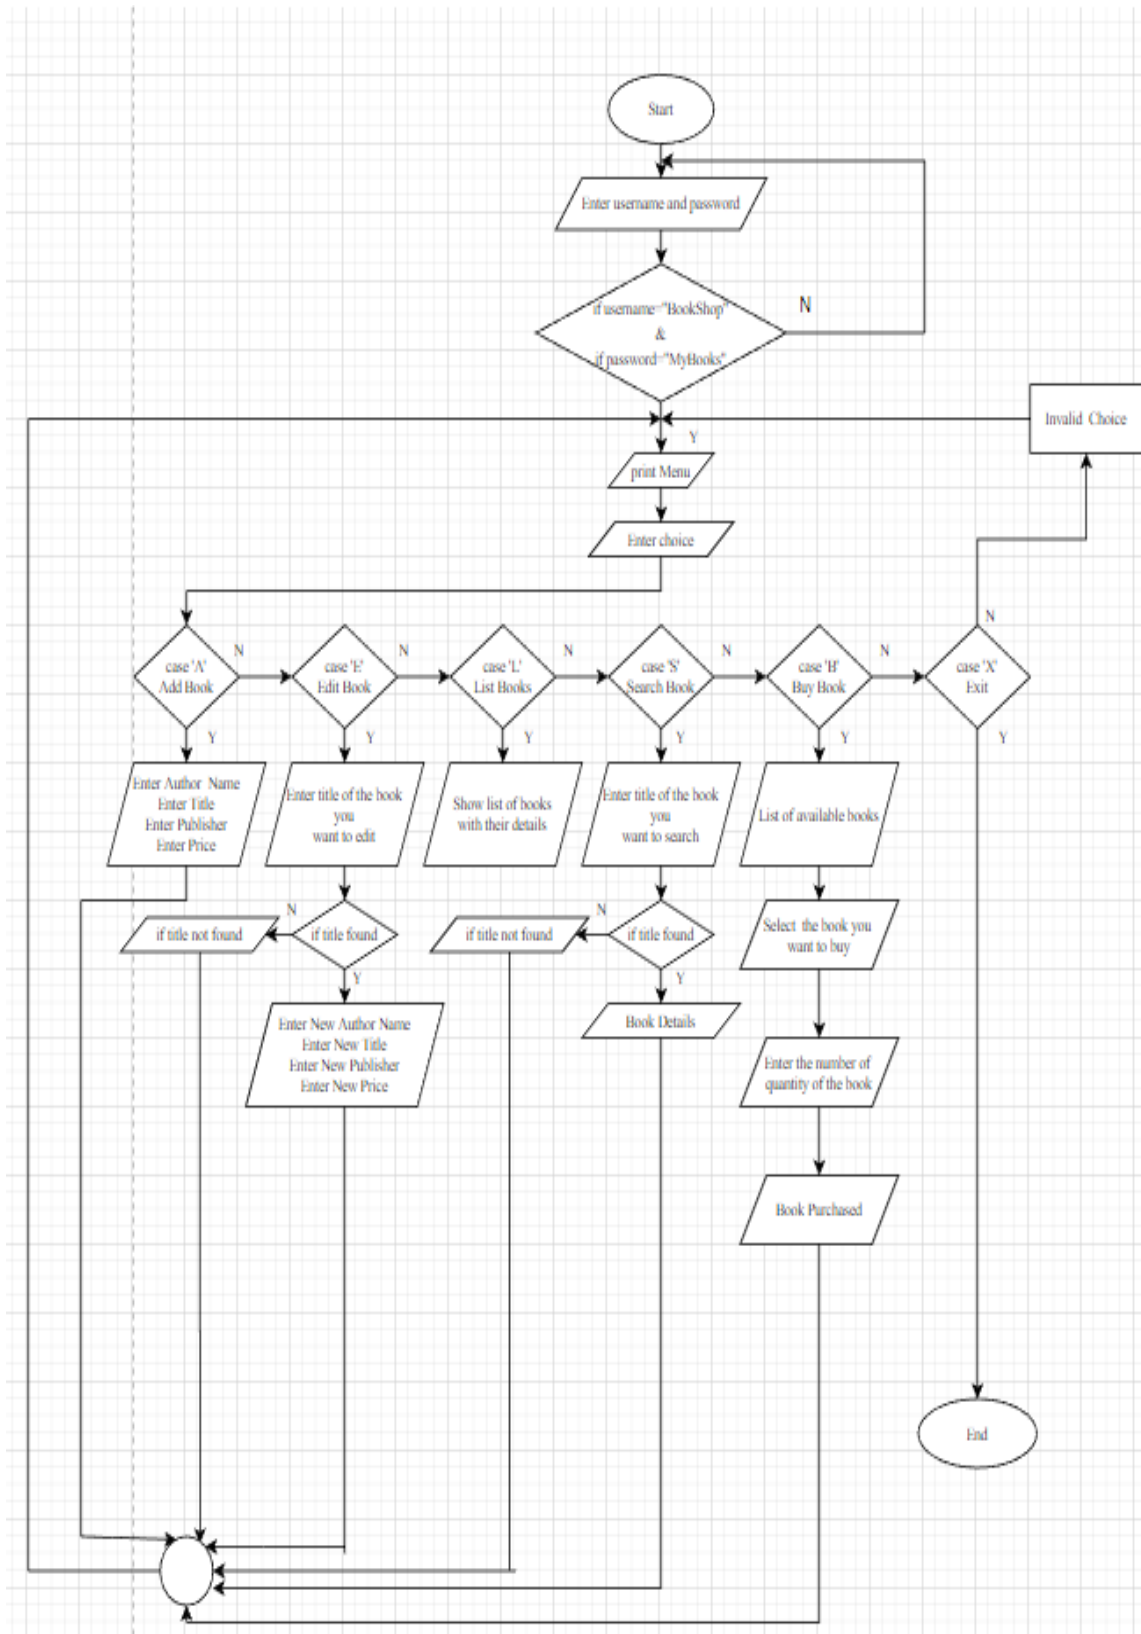 Start
Enter username and password
if username="BookShop"
&
if password="MyBooks"
N
Invalid Choice
Y
print Menu
Enter choice
N
case 'A'
Add Book
N
case 'E'
Edit Book
N
case 'L'
List Books
N
case 'S'
Search Book
N
case 'B'
Buy Book
N
case 'X'
Exit
Y
Y
Y
Y
Y
Y
Enter Author Name
Enter Title
Enter Publisher
Enter Price
Enter title of the book
you
want to edit
Show list of books
with their details
Enter title of the book
you
want to search
List of available books
if title not found
N
if title found
if title not found
N
if title found
Select the book you
want to buy
Y
Y
Enter New Author Name
Enter New Title
Enter New Publisher
Enter New Price
Book Details
Enter the number of
quantity of the book
Book Purchased
End